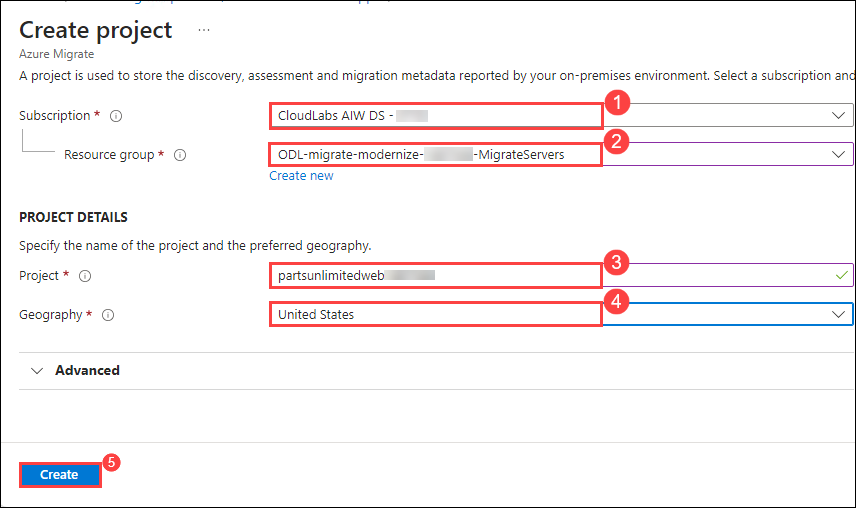 Create project ...
Azure Migrate
A project is used to store the discovery, assessment and migration metadata reported by your on-premises environment. Select a subscription and
Subscription * CloudLabs AIW DS - 1
Resource group * ODL-migrate-modernize- -MigrateServers 2
Create new
PROJECT DETAILS
Specify the name of the project and the preferred geography.
Project * partsunlimitedweb 3
Geography * United States 4
Advanced
Create 5